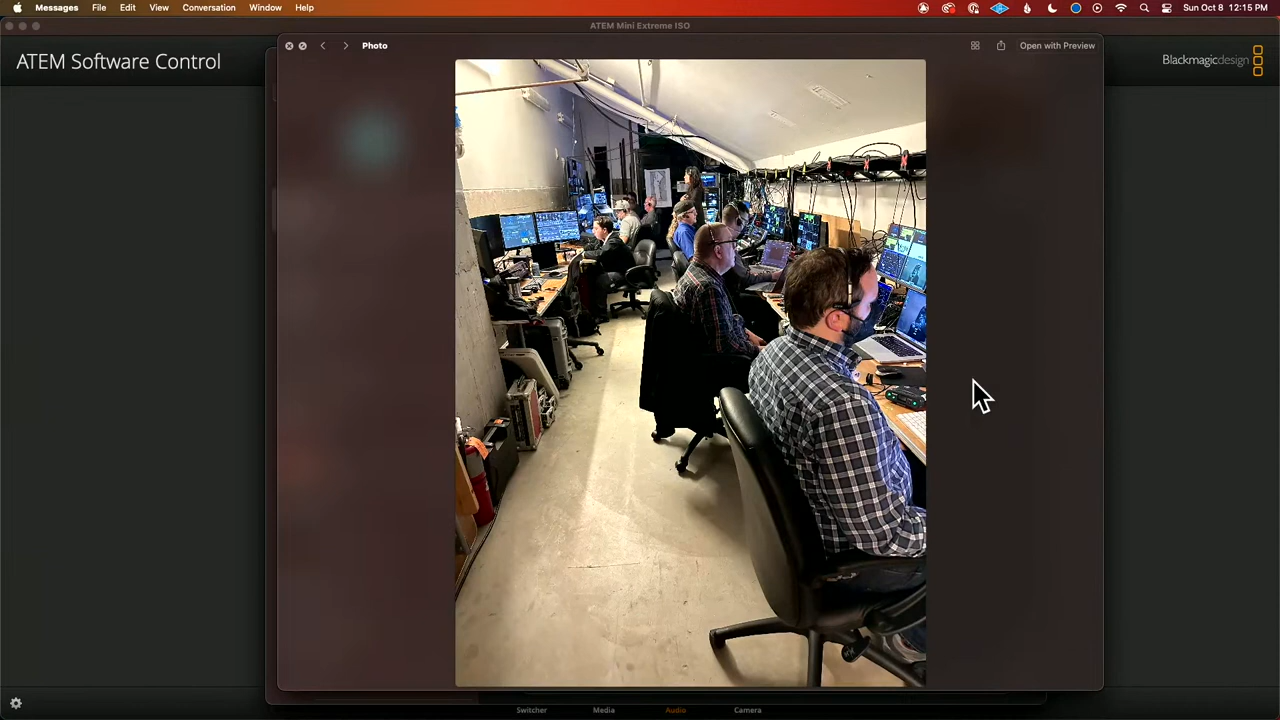 Messages File Edit View Conversation Window Help Sun Oct 8 12:15 PM
ATEM Mini Extreme ISO
ATEM Software Control
Blackmagicdesign
Photo
Open with Preview
Switcher Media Audio Camera